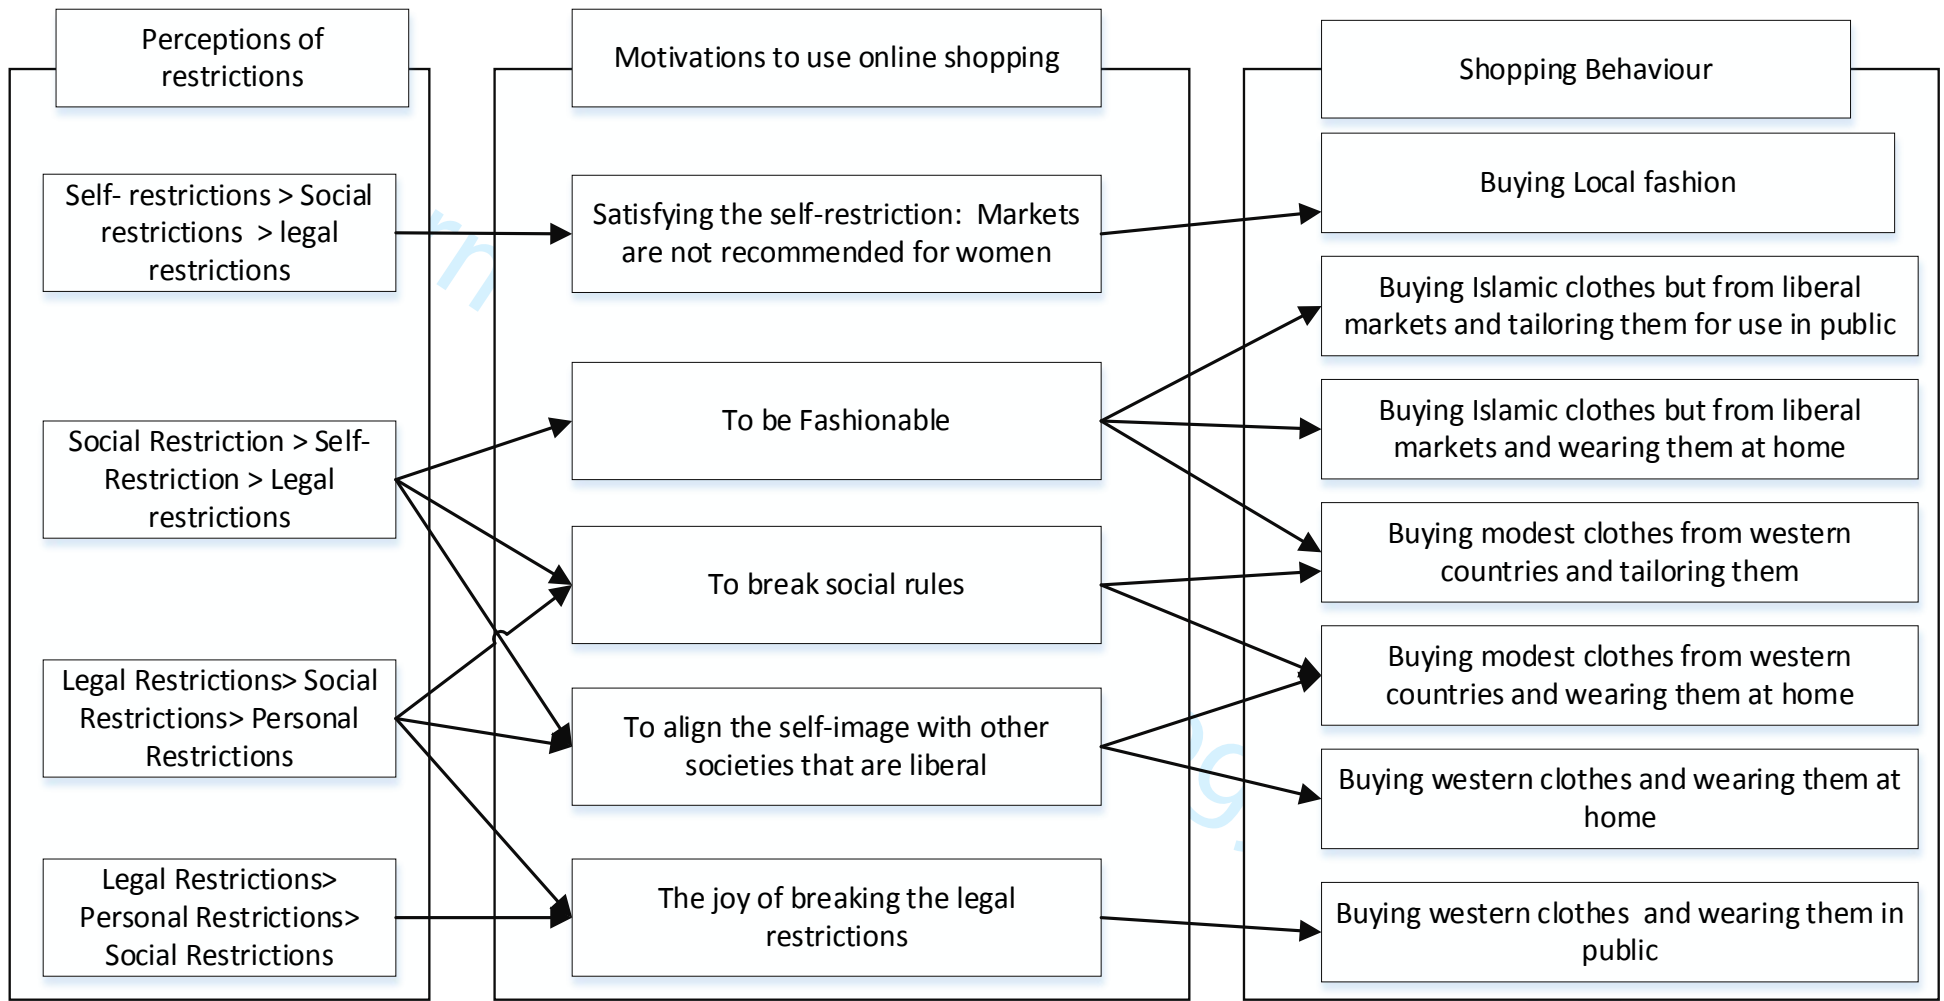 Perceptions of
restrictions
Self- restrictions > Social
restrictions > legal
restrictions
Social Restriction > Self-
Restriction > Legal
restrictions
Legal Restrictions> Social
Restrictions> Personal
Restrictions
Legal Restrictions>
Personal Restrictions>
Social Restrictions
Motivations to use online shopping
Satisfying the self-restriction: Markets
are not recommended for women
To be Fashionable
To break social rules
To align the self-image with other
societies that are liberal
The joy of breaking the legal
restrictions
Shopping Behaviour
Buying Local fashion
Buying Islamic clothes but from liberal
markets and tailoring them for use in public
Buying Islamic clothes but from liberal
markets and wearing them at home
Buying modest clothes from western
countries and tailoring them
Buying modest clothes from western
countries and wearing them at home
Buying western clothes and wearing them at
home
Buying western clothes and wearing them in
public